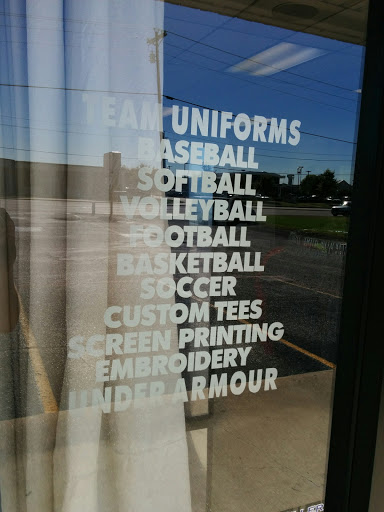 TEAM UNIFORMS
BASEBALL
SOFTBALL
VOLLEYBALL
FOOTBALL
BASKETBALL
SOCCER
CUSTOM TEES
SCREEN PRINTING
EMBROIDERY
UNDER ARMOUR